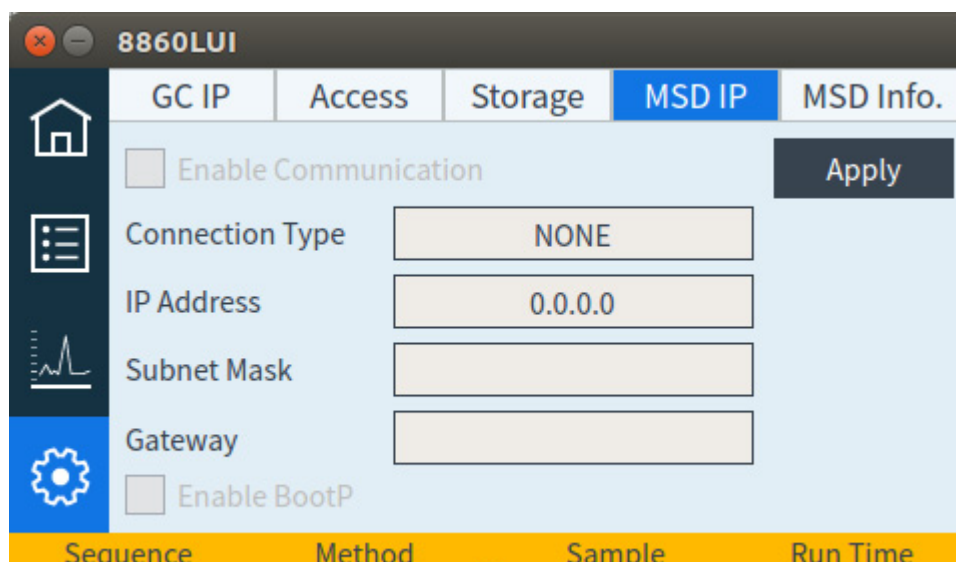 8860LUI
GC IP Access Storage MSD IP MSD Info.
Enable Communication Apply
Connection Type NONE
IP Address 0.0.0.0
Subnet Mask
Gateway
Enable BootP
Sequence Method Sample Run Time